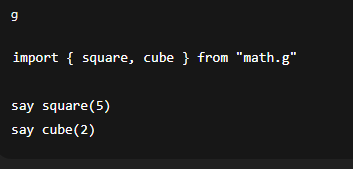 g
import { square, cube } from "math.g"
say square(5)
say cube(2)